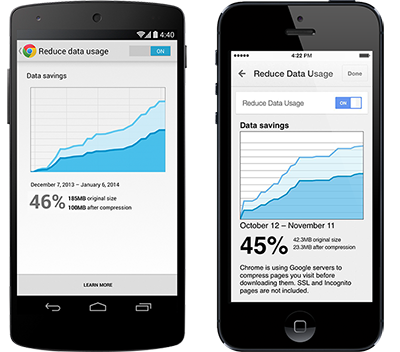 4:40
Reduce data usage
ON
Data savings
December 7, 2013 – January 6, 2014
46%
185MB original size
100MB after compression
LEARN MORE
4:22 PM
Reduce Data Usage
Done
Reduce Data Usage
ON
Data savings
October 12 – November 11
45%
42.3MB original size
23.3MB after compression
Chrome is using Google servers to
compress pages you visit before
downloading them. SSL and Incognito
pages are not included.